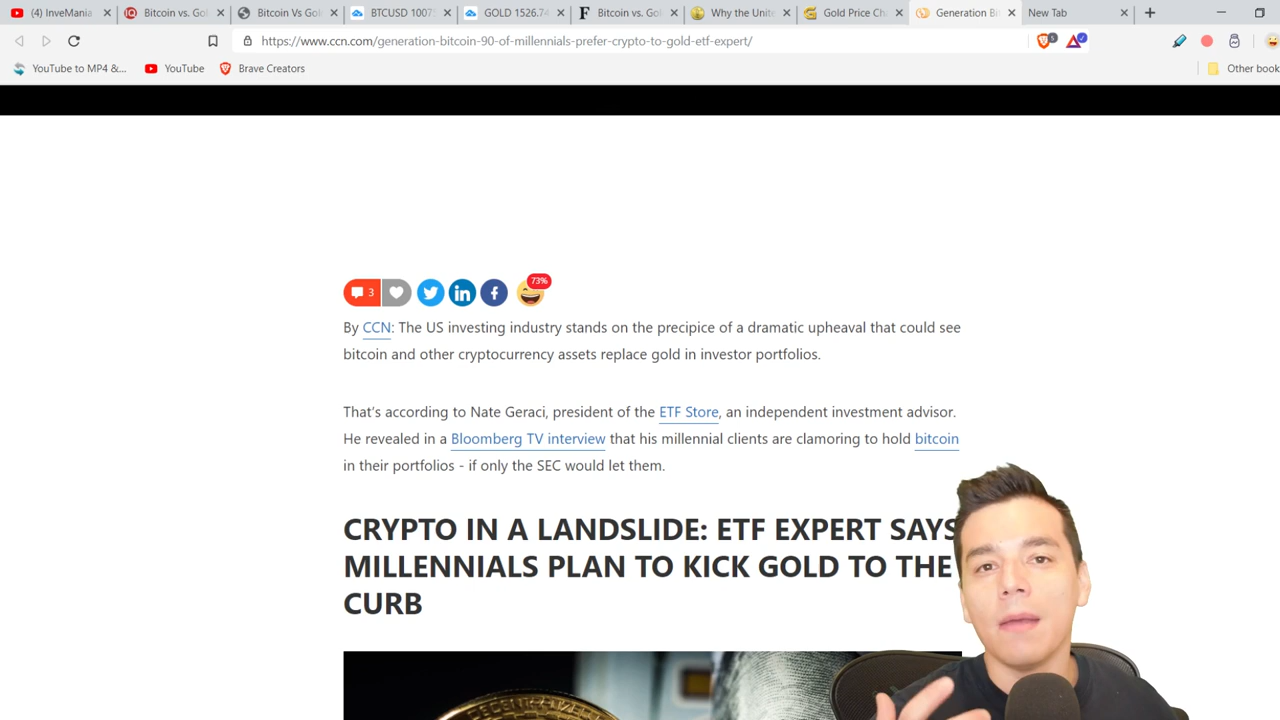 (4) InveMania
Bitcoin vs. Gol
Bitcoin Vs Gol
BTCUSD 1007
GOLD 1526.74
Bitcoin vs. Gol
Why the Unite
Gold Price Ch
Generation Bi
New Tab
https://www.ccn.com/generation-bitcoin-90-of-millennials-prefer-crypto-to-gold-etf-expert/
5
YouTube to MP4 &...
YouTube
Brave Creators
Other book
3
73%
By CCN: The US investing industry stands on the precipice of a dramatic upheaval that could see
bitcoin and other cryptocurrency assets replace gold in investor portfolios.
That's according to Nate Geraci, president of the ETF Store, an independent investment advisor.
He revealed in a Bloomberg TV interview that his millennial clients are clamoring to hold bitcoin
in their portfolios - if only the SEC would let them.
CRYPTO IN A LANDSLIDE: ETF EXPERT SAYS
MILLENNIALS PLAN TO KICK GOLD TO THE
CURB